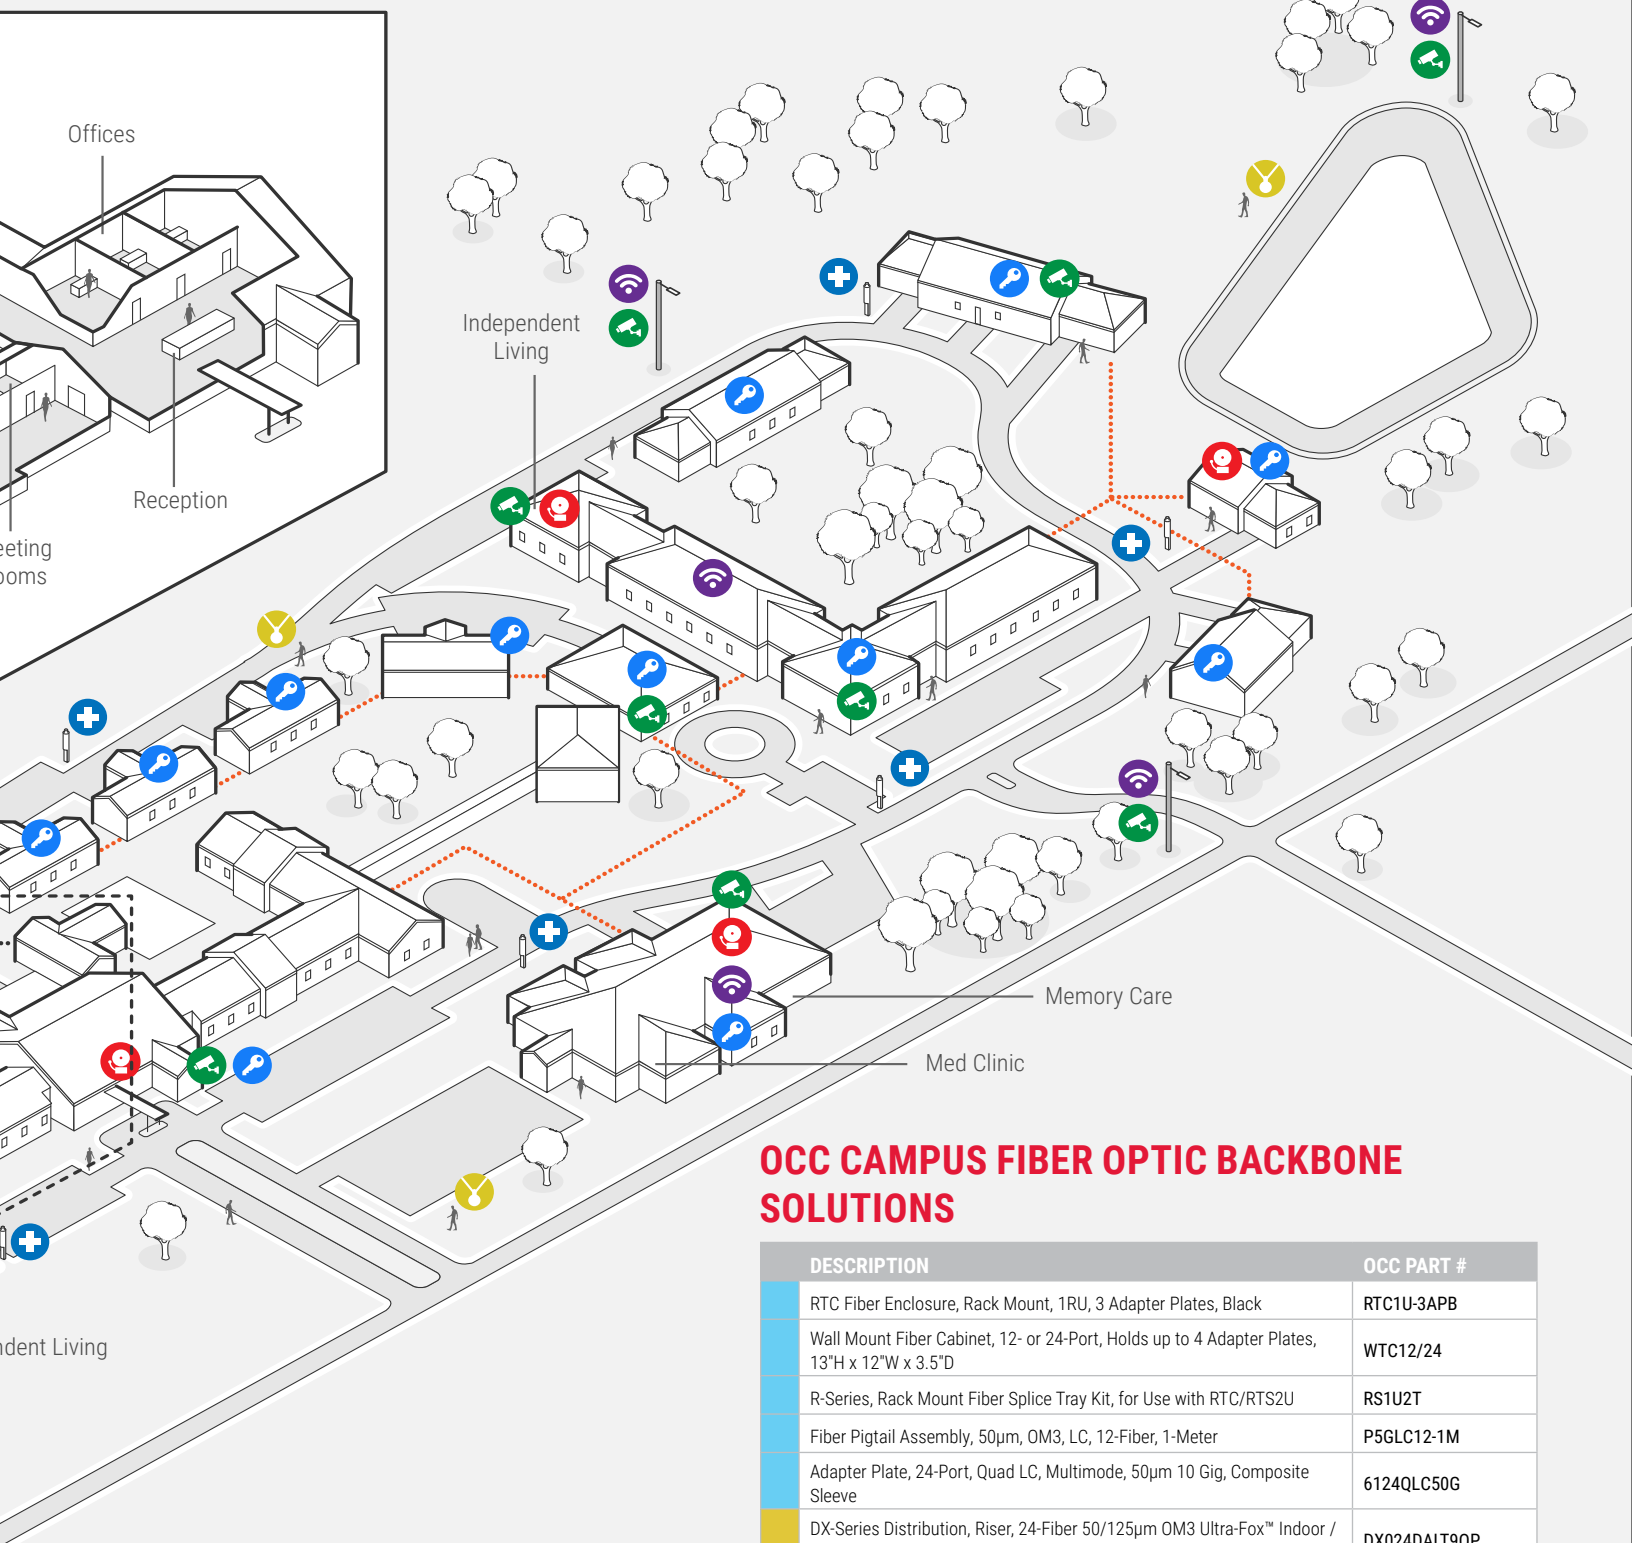 Offices
Independent
Living
Reception
eeting
ooms
Memory Care
Med Clinic
ndent Living
OCC CAMPUS FIBER OPTIC BACKBONE
SOLUTIONS
DESCRIPTION OCC PART #
RTC Fiber Enclosure, Rack Mount, 1RU, 3 Adapter Plates, Black RTC1U-3APB
Wall Mount Fiber Cabinet, 12- or 24-Port, Holds up to 4 Adapter Plates,
13"H x 12"W x 3.5"D WTC12/24
R-Series, Rack Mount Fiber Splice Tray Kit, for Use with RTC/RTS2U RS1U2T
Fiber Pigtail Assembly, 50µm, OM3, LC, 12-Fiber, 1-Meter P5GLC12-1M
Adapter Plate, 24-Port, Quad LC, Multimode, 50µm 10 Gig, Composite
Sleeve 6124QLC50G
DX-Series Distribution, Riser, 24-Fiber 50/125µm OM3 Ultra-Fox™ Indoor /
DX024DALT9QP